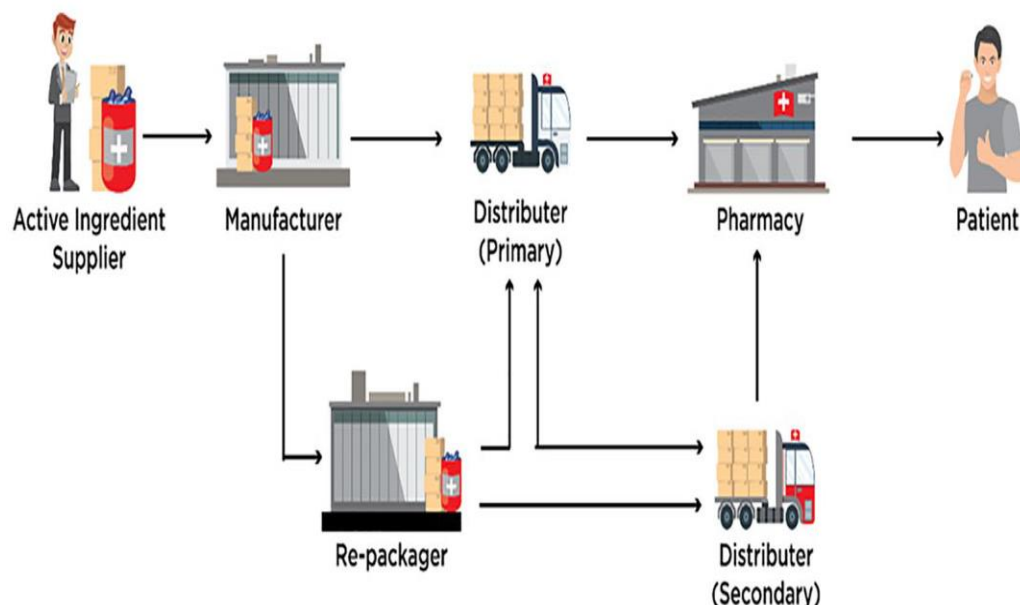 Active Ingredient
Supplier
Manufacturer
Distributer
(Primary)
Pharmacy
Patient
Re-packager
Distributer
(Secondary)